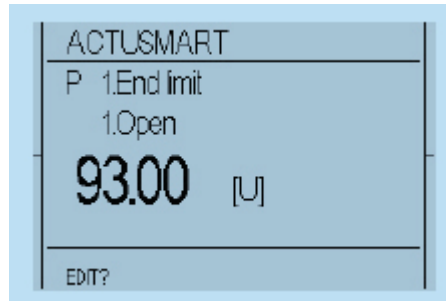 ACTUSMART
P 1.End limit
1.Open
93.00 [U]
EDIT?